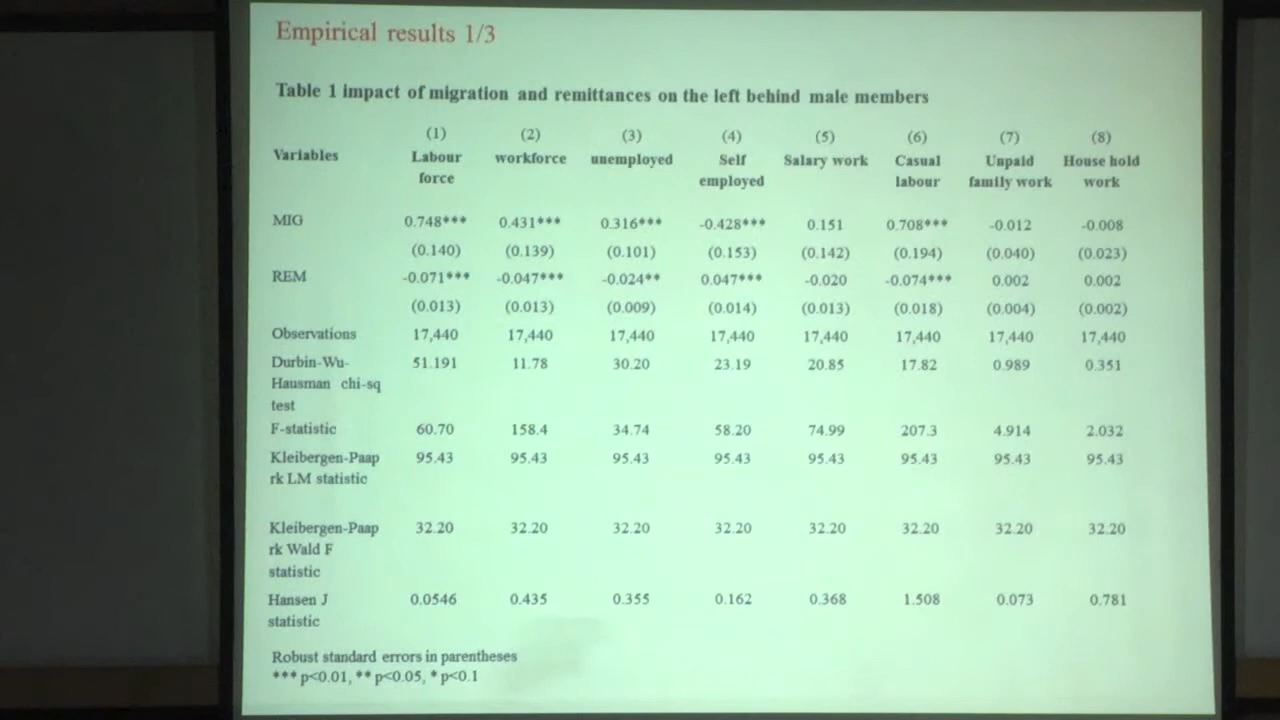 Empirical results 1/3
Table 1 impact of migration and remittances on the left behind male members
(1) (2) (3) (4) (5) (6) (7) (8)
Variables Labour workforce unemployed Self Salary work Casual Unpaid House hold
force employed labour family work work
MIG 0.748*** 0.431*** 0.316*** -0.428*** 0.151 0.708*** -0.012 -0.008
(0.140) (0.139) (0.101) (0.153) (0.142) (0.194) (0.040) (0.023)
REM -0.071*** -0.047*** -0.024** 0.047*** -0.020 -0.074*** 0.002 0.002
(0.013) (0.013) (0.009) (0.014) (0.013) (0.018) (0.004) (0.002)
Observations 17,440 17,440 17,440 17,440 17,440 17,440 17,440 17,440
Durbin-Wu- 51.191 11.78 30.20 23.19 20.85 17.82 0.989 0.351
Hausman chi-sq
test
F-statistic 60.70 158.4 34.74 58.20 74.99 207.3 4.914 2.032
Kleibergen-Paap 95.43 95.43 95.43 95.43 95.43 95.43 95.43 95.43
rk LM statistic
Kleibergen-Paap 32.20 32.20 32.20 32.20 32.20 32.20 32.20 32.20
rk Wald F
statistic
Hansen J 0.0546 0.435 0.355 0.162 0.368 1.508 0.073 0.781
statistic
Robust standard errors in parentheses
*** p<0.01, ** p<0.05, * p<0.1